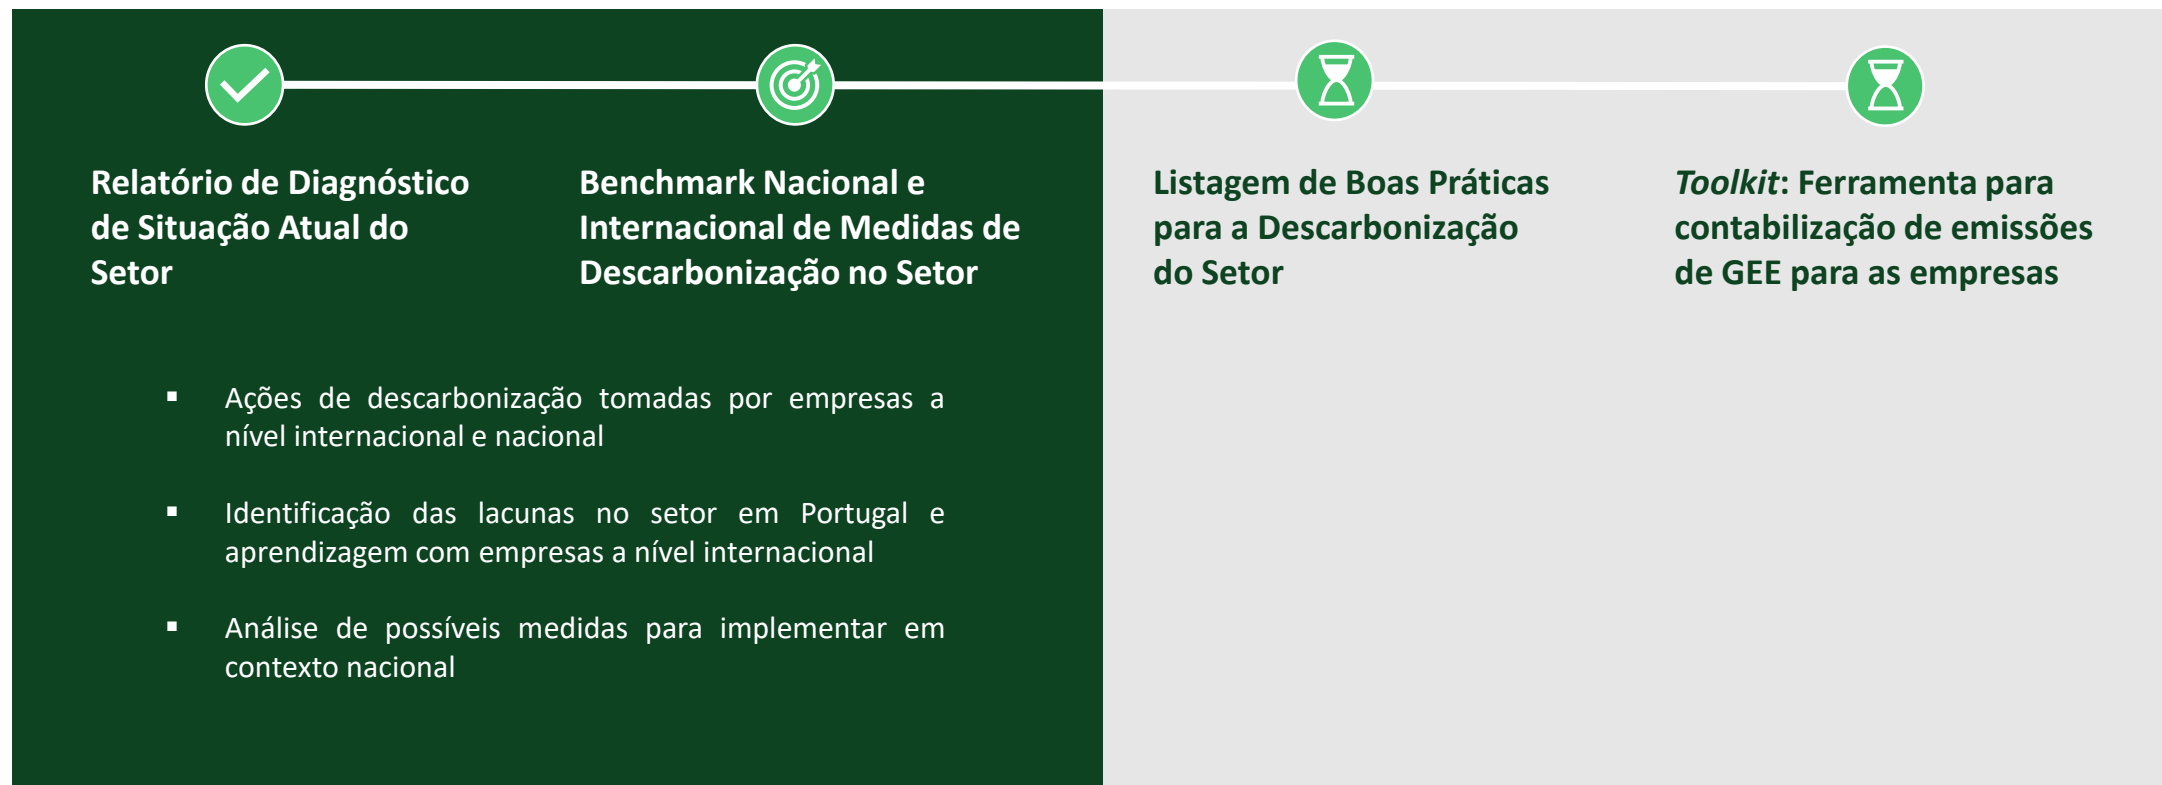 Relatório de Diagnóstico
de Situação Atual do
Setor
Benchmark Nacional e
Internacional de Medidas de
Descarbonização no Setor
Listagem de Boas Práticas
para a Descarbonização
do Setor
Toolkit: Ferramenta para
contabilização de emissões
de GEE para as empresas
▪ Ações de descarbonização tomadas por empresas a
nível internacional e nacional
▪ Identificação das lacunas no setor em Portugal e
aprendizagem com empresas a nível internacional
▪ Análise de possíveis medidas para implementar em
contexto nacional